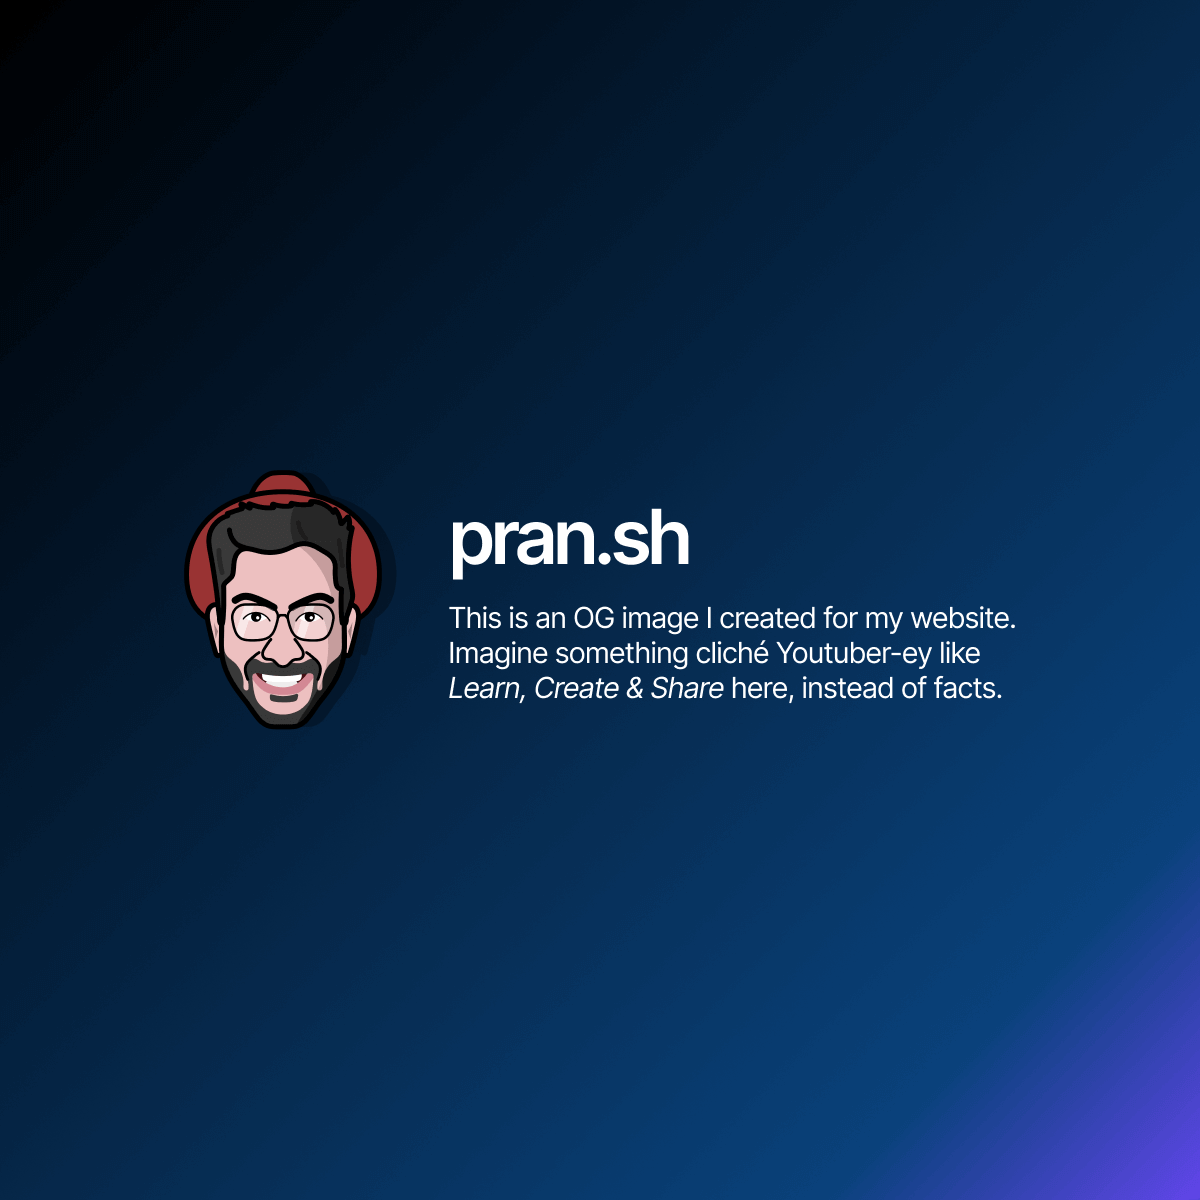 pran.sh
This is an OG image I created for my website.
Imagine something cliché Youtuber-ey like
Learn, Create & Share here, instead of facts.